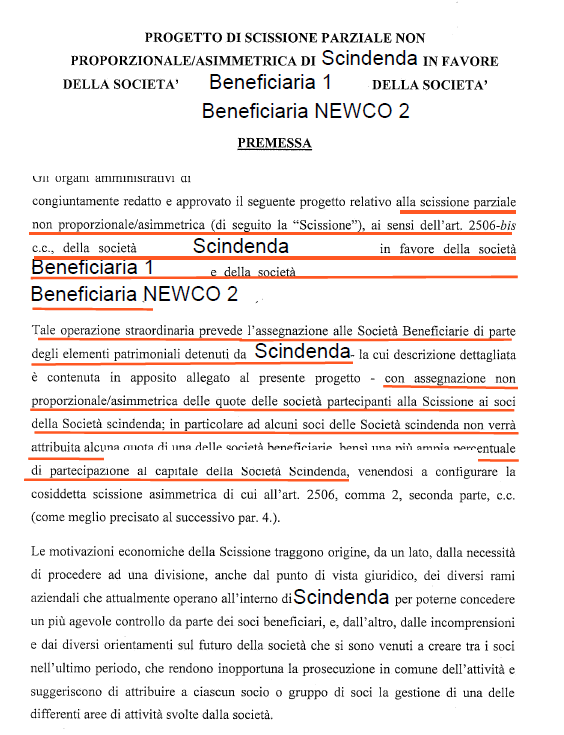 PROGETTO DI SCISSIONE PARZIALE NON
PROPORZIONALE/ASIMMETRICA DI Scindenda IN FAVORE
DELLA SOCIETA' Beneficiaria 1 DELLA SOCIETA'
Beneficiaria NEWCO 2
PREMESSA
Gli organi amministrativi di
congiuntamente redatto e approvato il seguente progetto relativo alla scissione parziale
non proporzionale/asimmetrica (di seguito la “Scissione”), ai sensi dell'art. 2506-bis
c.c., della società Scindenda in favore della società
Beneficiaria 1 e della società
Beneficiaria NEWCO 2
Tale operazione straordinaria prevede l'assegnazione alle Società Beneficiarie di parte
degli elementi patrimoniali detenuti da Scindenda - la cui descrizione dettagliata
è contenuta in apposito allegato al presente progetto - con assegnazione non
proporzionale/asimmetrica delle quote delle società partecipanti alla Scissione ai soci
della Società scindenda; in particolare ad alcuni soci delle Società scindenda non verrà
attribuita alcuna quota di una delle società beneficiarie, bensì una più ampia percentuale
di partecipazione al capitale della Società Scindenda, venendosi a configurare la
cosiddetta scissione asimmetrica di cui all'art. 2506, comma 2, seconda parte, c.c.
(come meglio precisato al successivo par. 4.).
Le motivazioni economiche della Scissione traggono origine, da un lato, dalla necessità
di procedere ad una divisione, anche dal punto di vista giuridico, dei diversi rami
aziendali che attualmente operano all'interno di Scindenda per poterne concedere
un più agevole controllo da parte dei soci beneficiari, e, dall'altro, dalle incomprensioni
e dai diversi orientamenti sul futuro della società che si sono venuti a creare tra i soci
nell'ultimo periodo, che rendono inopportuna la prosecuzione in comune dell'attività e
suggeriscono di attribuire a ciascun socio o gruppo di soci la gestione di una delle
differenti aree di attività svolte dalla società.